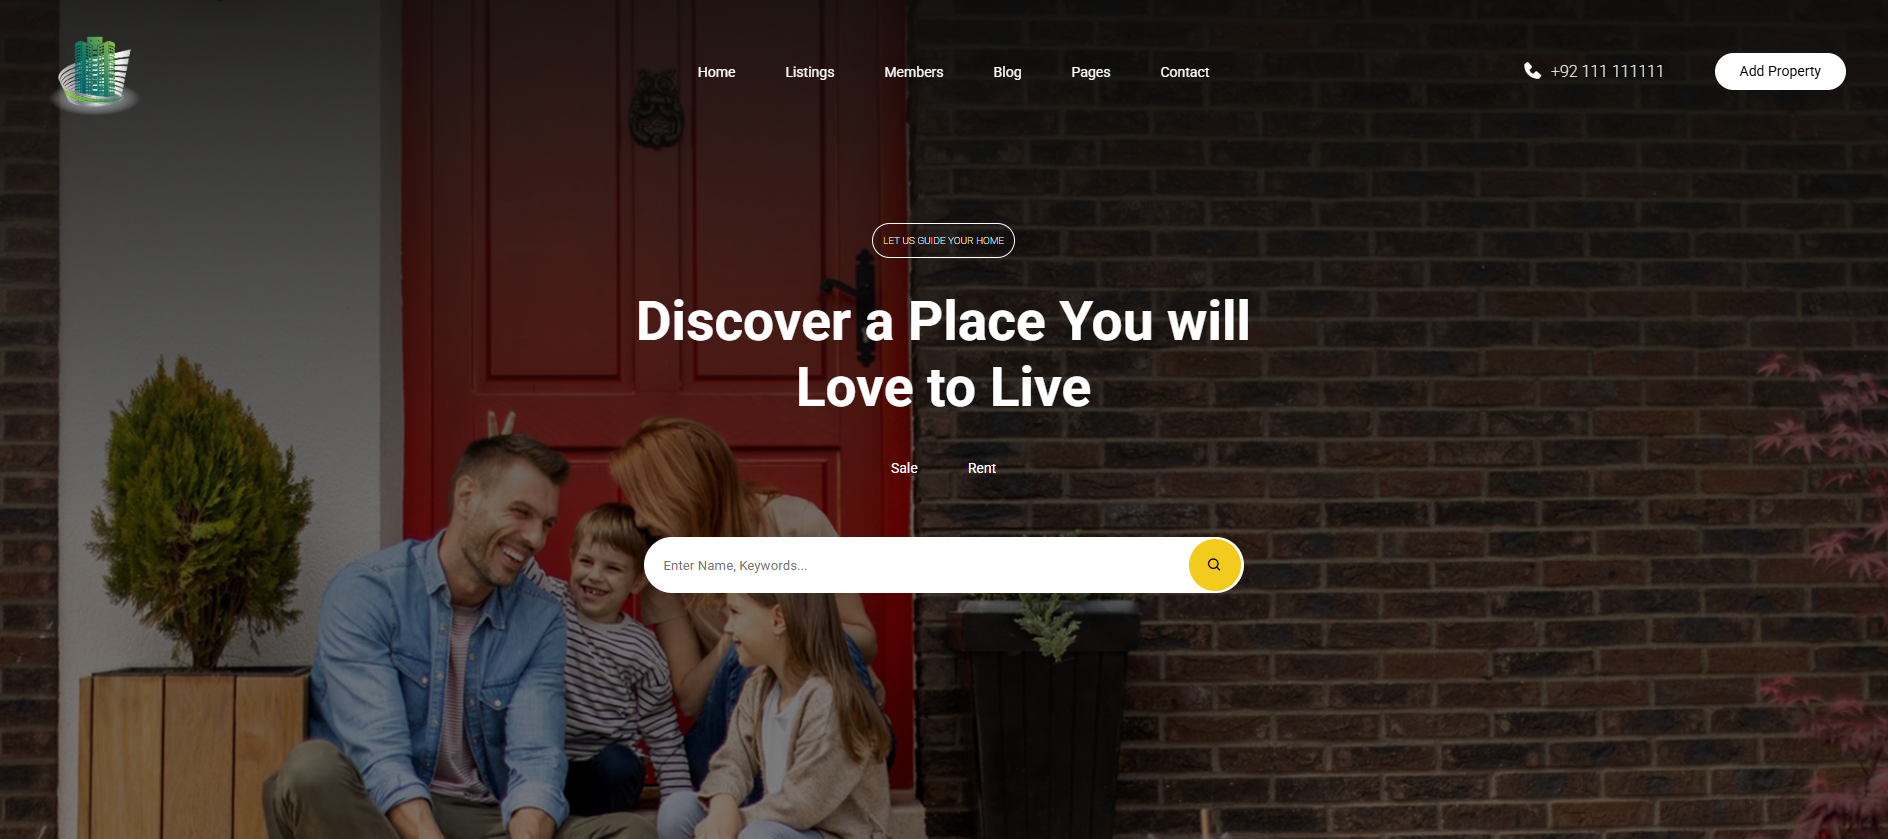 Home Listings Members Blog Pages Contact +92 111 111111 Add Property
LET US GUIDE YOUR HOME
Discover a Place You will
Love to Live
Sale Rent
Enter Name, Keywords...